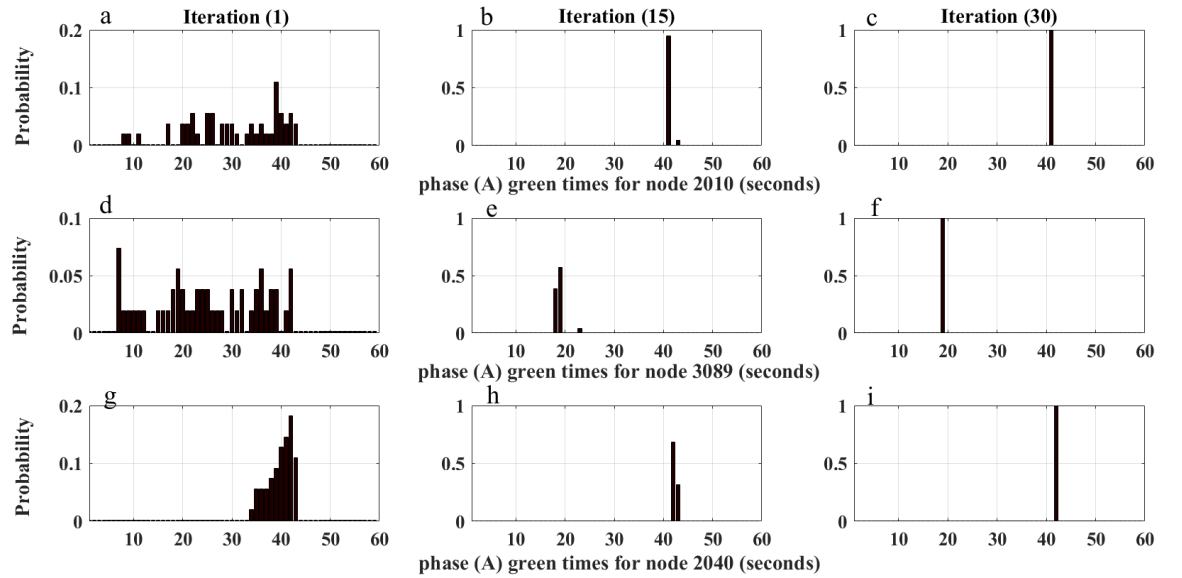 a Iteration (1) b Iteration (15) c Iteration (30)
0.2 1 1
Probability 0.1 0.5 0.5
0 0 0
10 20 30 40 50 60 10 20 30 40 50 60 10 20 30 40 50 60
phase (A) green times for node 2010 (seconds)
d e f
0.1 1 1
Probability 0.05 0.5 0.5
0 0 0
10 20 30 40 50 60 10 20 30 40 50 60 10 20 30 40 50 60
phase (A) green times for node 3089 (seconds)
g h i
0.2 1 1
Probability 0.1 0.5 0.5
0 0 0
10 20 30 40 50 60 10 20 30 40 50 60 10 20 30 40 50 60
phase (A) green times for node 2040 (seconds)